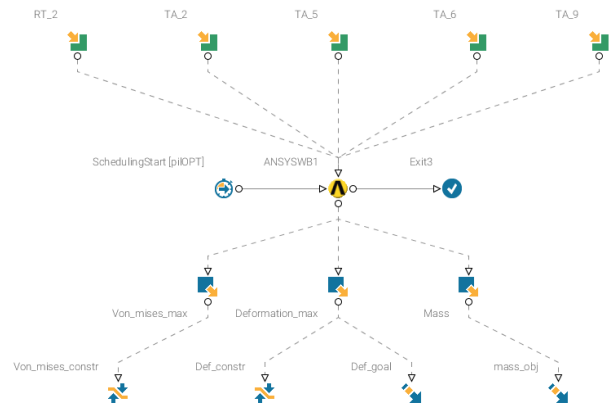 RT_2 TA_2 TA_5 TA_6 TA_9
SchedulingStart [pilOPT] ANSYSWB1 Exit3
Von_mises_max Deformation_max Mass
Von_mises_constr Def_constr Def_goal mass_obj